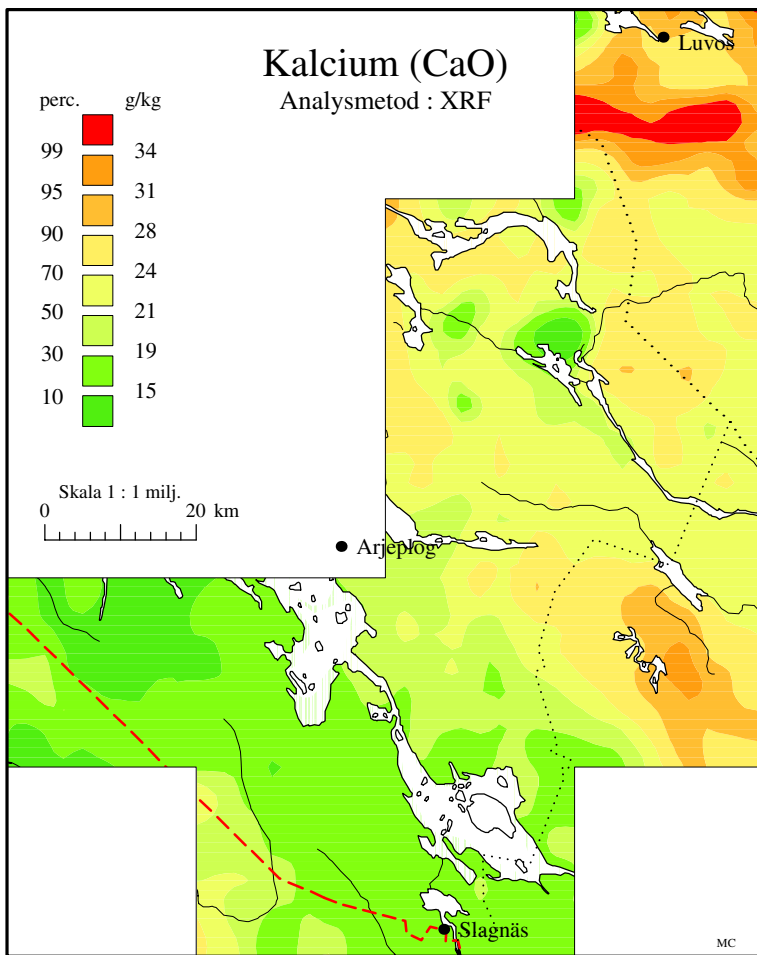 Kalcium (CaO)
Analysmetod : XRF
Luvos
perc. g/kg
99 34
95 31
90 28
70 24
50 21
30 19
10 15
Skala 1 : 1 milj.
0 20 km
Arjeplog
Slagnäs
MC